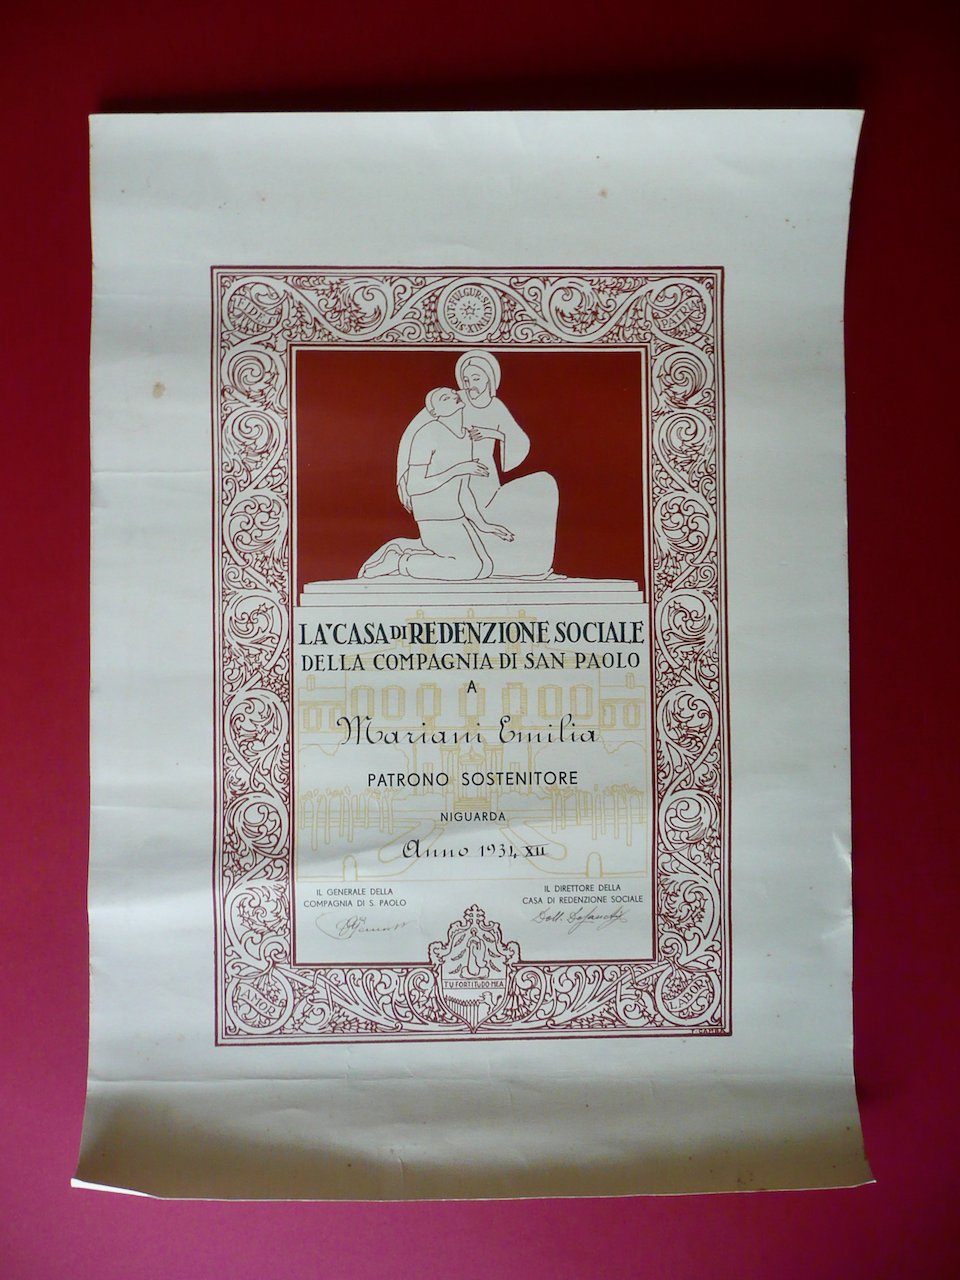 FIDES
PATRIA
LA CASA DI REDENZIONE SOCIALE
DELLA COMPAGNIA DI SAN PAOLO
A
Mariani Emilia
PATRONO SOSTENITORE
NIGUARDA
Anno 1934, XII
IL GENERALE DELLA
COMPAGNIA DI S. PAOLO
IL DIRETTORE DELLA
CASA DI REDENZIONE SOCIALE
TU FORTITUDO MEA
AMOR
LABOR